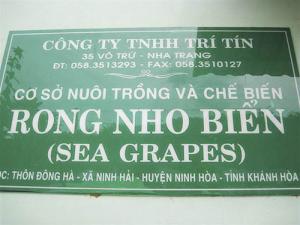 CÔNG TY TNHH TRÍ TÍN
35 VÕ TRỨ - NHA TRANG
ĐT: 058.3513293 - FAX: 058.3510127
CƠ SỞ NUÔI TRỒNG VÀ CHẾ BIẾN
RONG NHO BIỂN
(SEA GRAPES)
ĐC: THÔN ĐÔNG HÀ - XÃ NINH HẢI - HUYỆN NINH HÒA - TỈNH KHÁNH HÒA